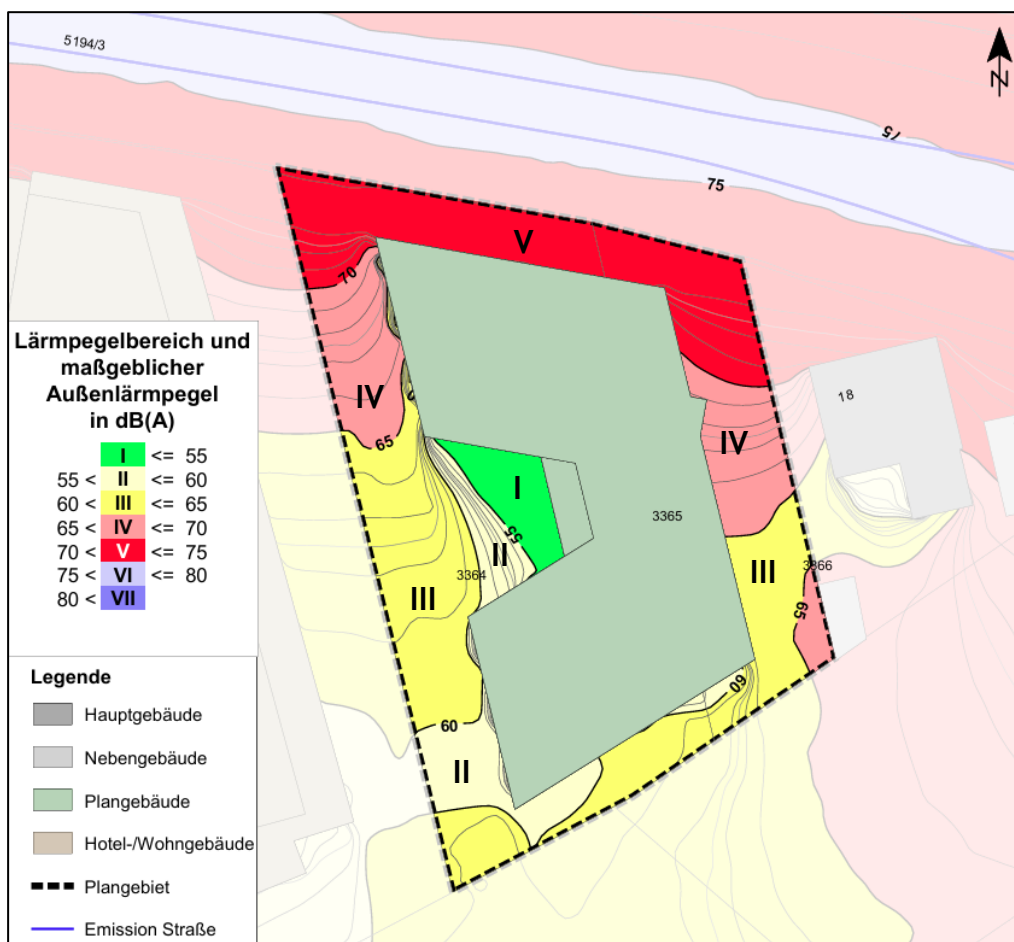 5194/3
N
75
75
V
70
IV
65
IV
I
55
II
3364
III
3365
III
3366
65
60
60
II
18
Lärmpegelbereich und
maßgeblicher
Außenlärmpegel
in dB(A)
I <= 55
55 < II <= 60
60 < III <= 65
65 < IV <= 70
70 < V <= 75
75 < VI <= 80
80 < VII
Legende
Hauptgebäude
Nebengebäude
Plangebäude
Hotel-/Wohngebäude
Plangebiet
Emission Straße